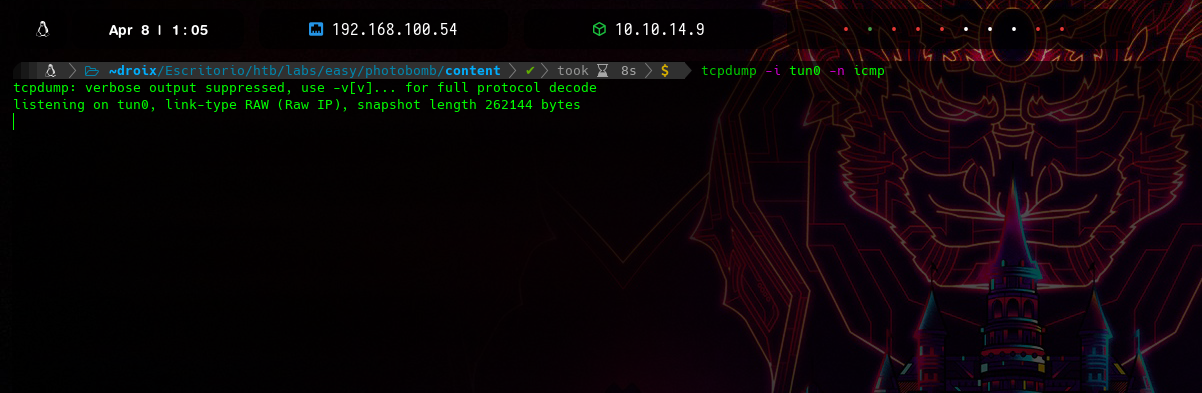 Apr 8 | 1:05 192.168.100.54 10.10.14.9
~droix/Escritorio/htb/labs/easy/photobomb/content ✔ took 8s $ tcpdump -i tun0 -n icmp
tcpdump: verbose output suppressed, use -v[v]... for full protocol decode
listening on tun0, link-type RAW (Raw IP), snapshot length 262144 bytes